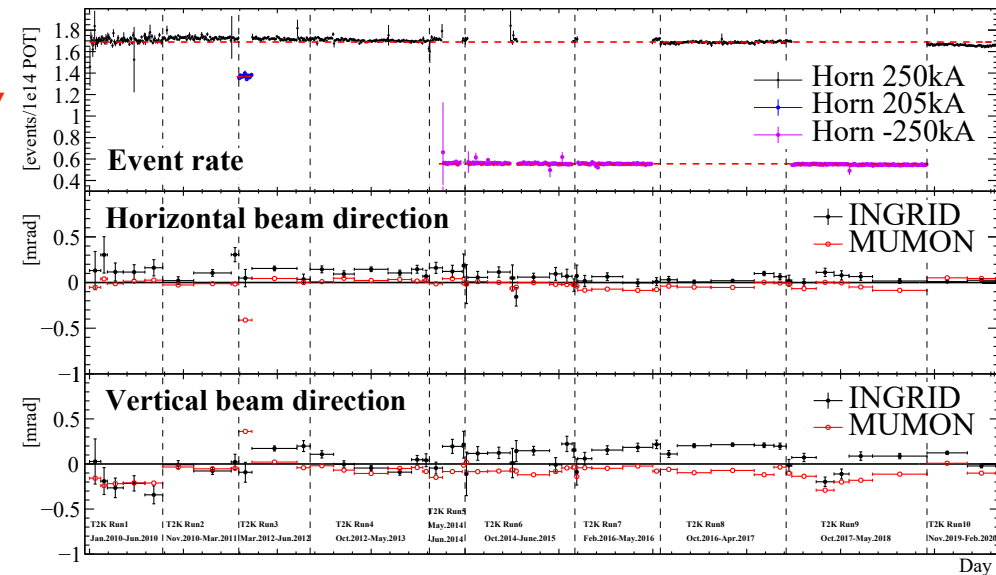 [events/1e14 POT]
1.8
1.6
1.4
1.2
1
0.8
0.6
0.4
Horn 250kA
Horn 205kA
Horn -250kA
Event rate
[mrad]
Horizontal beam direction
INGRID
MUMON
0.5
0
−0.5
−1
[mrad]
Vertical beam direction
INGRID
MUMON
0.5
0
−0.5
−1
T2K Run1
Jan.2010-Jun.2010
T2K Run2
Nov.2010-Mar.2011
T2K Run3
Mar.2012-Jun.2012
T2K Run4
Oct.2012-May.2013
T2K Run5
May.2014
Jun.2014
T2K Run6
Oct.2014-June.2015
T2K Run7
Feb.2016-May.2016
T2K Run8
Oct.2016-Apr.2017
T2K Run9
Oct.2017-May.2018
T2K Run10
Nov.2019-Feb.2020
Day